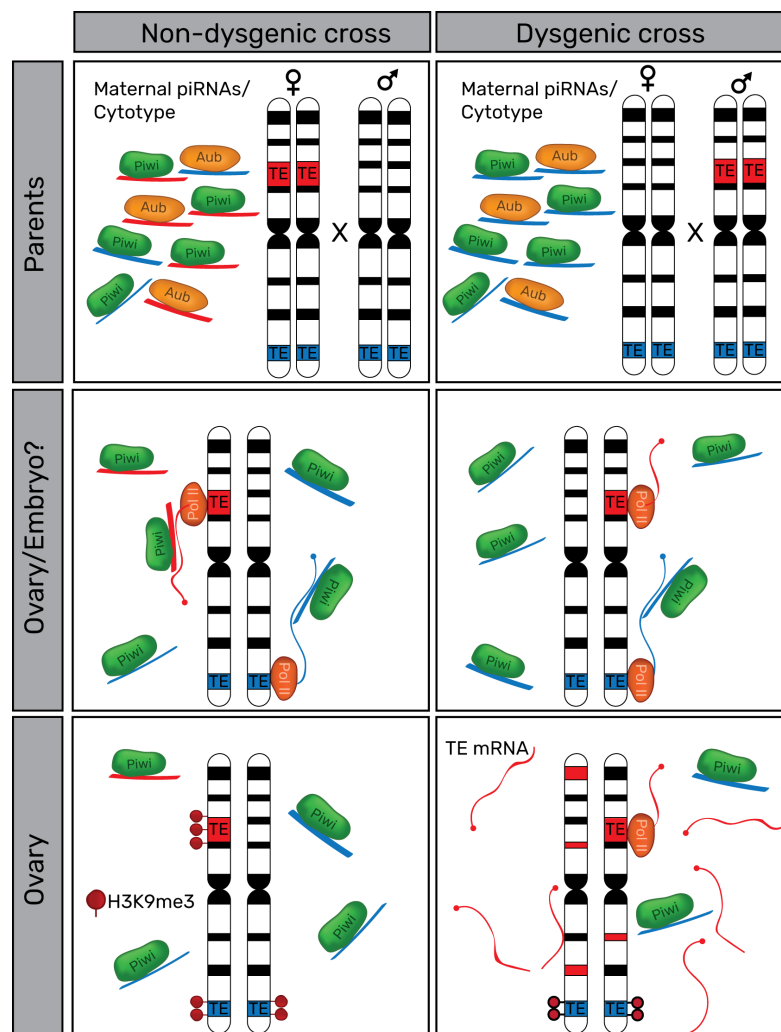 Non-dysgenic cross
Dysgenic cross
Parents
Maternal piRNAs/
Cytotype
♀
♂
Piwi
Aub
TE
TE
Aub
Piwi
X
Piwi
Piwi
Piwi
Aub
TE
TE
TE
TE
Maternal piRNAs/
Cytotype
♀
♂
Piwi
Aub
TE
TE
Aub
Piwi
X
Piwi
Piwi
Piwi
Aub
TE
TE
TE
TE
Ovary/Embryo?
Piwi
Piwi
Pol II
TE
Piwi
Piwi
Piwi
TE
TE
Pol II
Piwi
Piwi
TE
Pol II
Piwi
Piwi
Piwi
TE
TE
Pol II
Ovary
Piwi
TE
Piwi
H3K9me3
Piwi
Piwi
TE
TE
TE mRNA
Piwi
TE
Pol II
Piwi
TE
TE